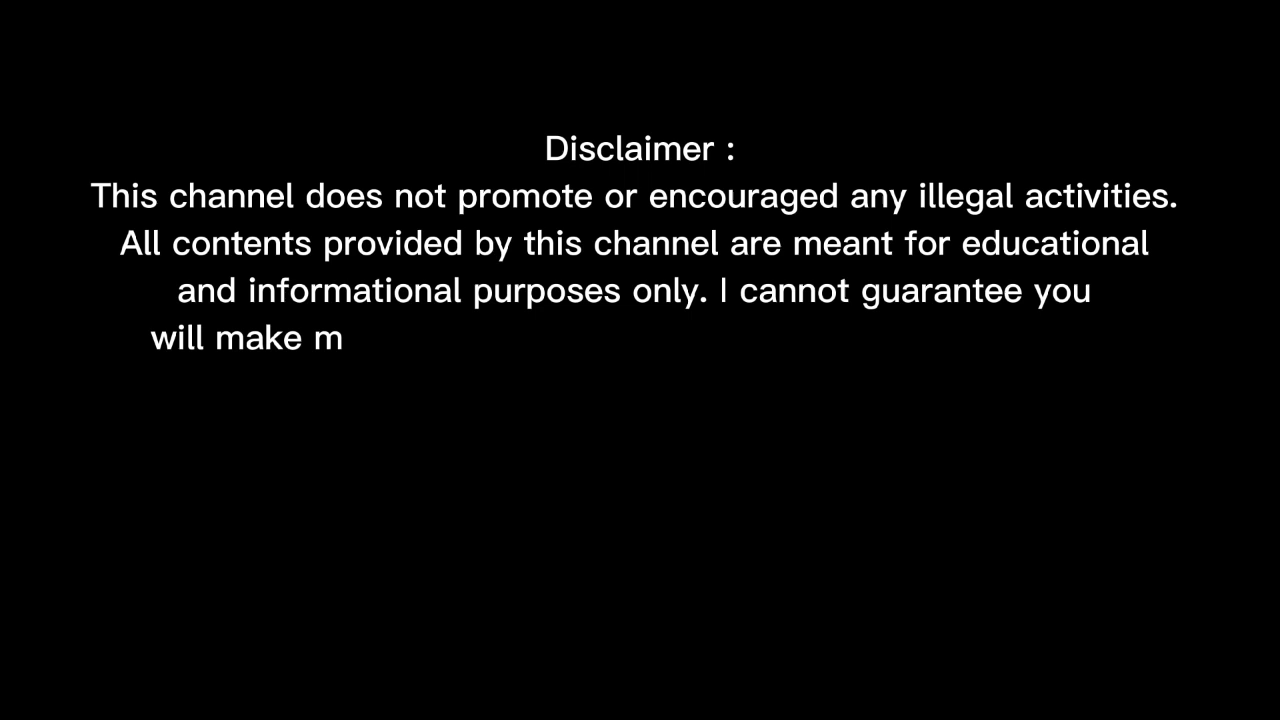 Disclaimer :
This channel does not promote or encouraged any illegal activities.
All contents provided by this channel are meant for educational
and informational purposes only. I cannot guarantee you
will make m